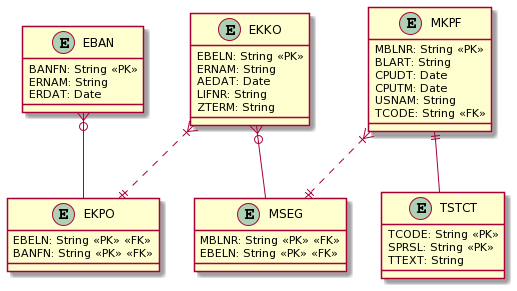 E EBAN
BANFN: String «PK»
ERNAM: String
ERDAT: Date
E EKKO
EBELN: String «PK»
ERNAM: String
AEDAT: Date
LIFNR: String
ZTERM: String
E MKPF
MBLNR: String «PK»
BLART: String
CPUDT: Date
CPUTM: Date
USNAM: String
TCODE: String «FK»
E EKPO
EBELN: String «PK» «FK»
BANFN: String «PK» «FK»
E MSEG
MBLNR: String «PK» «FK»
EBELN: String «PK» «FK»
E TSTCT
TCODE: String «PK»
SPRSL: String «PK»
TTEXT: String